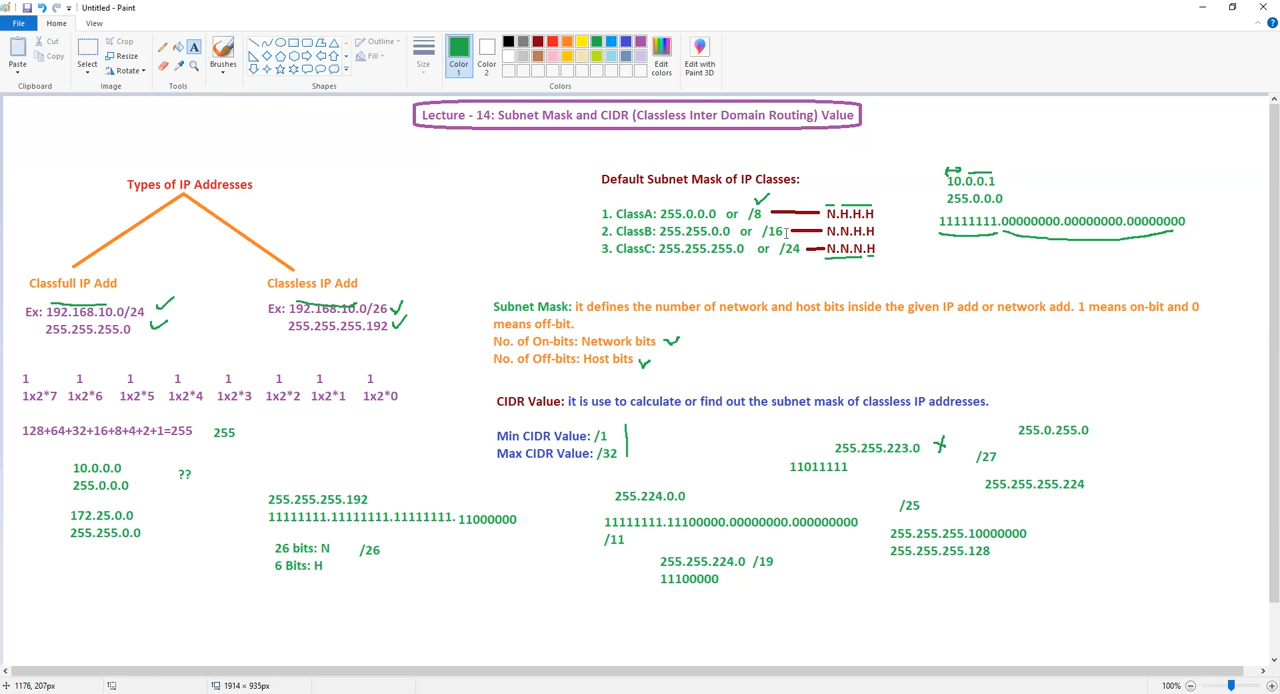 Untitled - Paint
File Home View
Paste
Cut
Copy
Clipboard
Select
Crop
Resize
Rotate
Image
A
Tools
Brushes
Outline
Fill
Shapes
Size
Color 1
Color 2
Edit colors
Colors
Edit with Paint 3D
Lecture - 14: Subnet Mask and CIDR (Classless Inter Domain Routing) Value
Types of IP Addresses
Classfull IP Add
Ex: 192.168.10.0/24
255.255.255.0
Classless IP Add
Ex: 192.168.10.0/26
255.255.255.192
1 1 1 1 1 1 1 1
1x2*7 1x2*6 1x2*5 1x2*4 1x2*3 1x2*2 1x2*1 1x2*0
128+64+32+16+8+4+2+1=255 255
10.0.0.0
255.0.0.0
??
172.25.0.0
255.255.0.0
255.255.255.192
11111111.11111111.11111111. 11000000
26 bits: N
6 Bits: H
/26
Default Subnet Mask of IP Classes:
1. ClassA: 255.0.0.0 or /8 N.H.H.H
2. ClassB: 255.255.0.0 or /16 N.N.H.H
3. ClassC: 255.255.255.0 or /24 N.N.N.H
10.0.0.1
255.0.0.0
11111111.00000000.00000000.00000000
Subnet Mask: it defines the number of network and host bits inside the given IP add or network add. 1 means on-bit and 0
means off-bit.
No. of On-bits: Network bits
No. of Off-bits: Host bits
CIDR Value: it is use to calculate or find out the subnet mask of classless IP addresses.
Min CIDR Value: /1
Max CIDR Value: /32
255.255.223.0
11011111
255.0.255.0
/27
255.255.255.224
255.224.0.0
11111111.11100000.00000000.000000000
/11
255.255.224.0 /19
11100000
/25
255.255.255.10000000
255.255.255.128
1176, 207px
1914 × 935px
100%